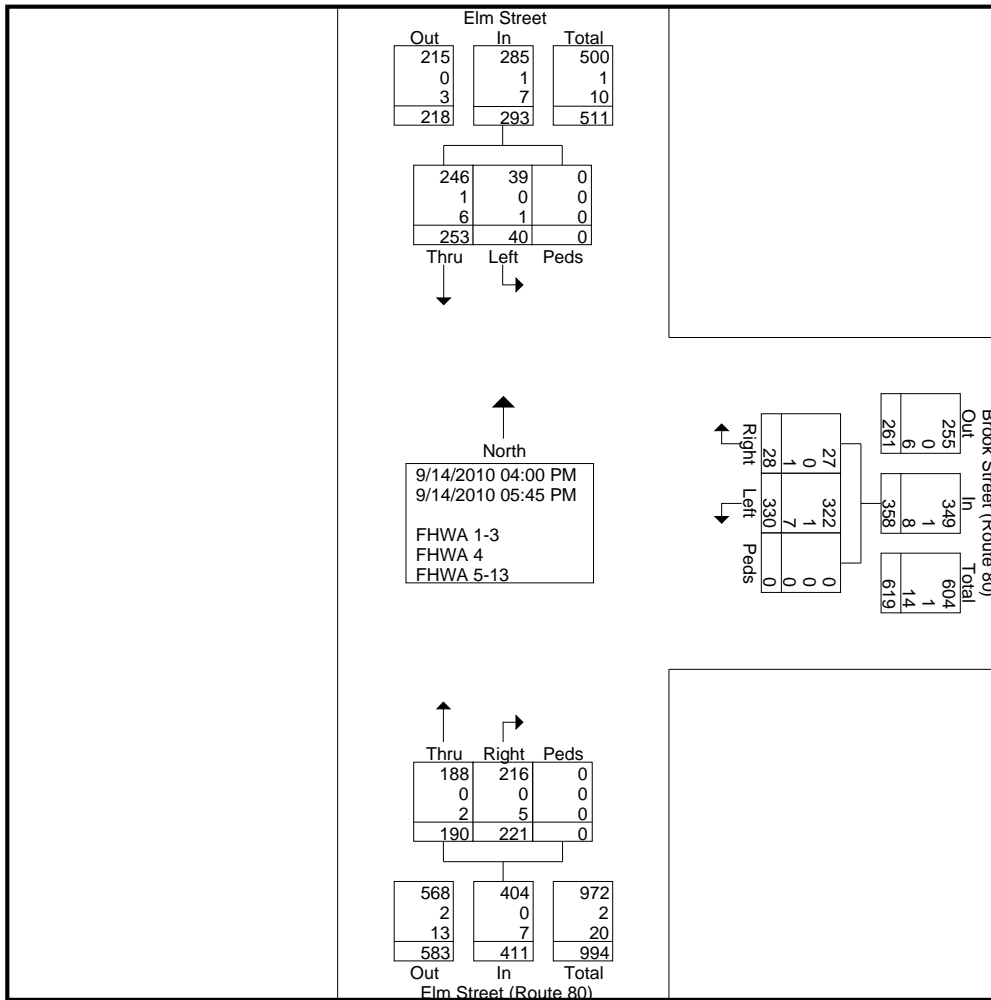 Elm Street
Out In Total
215 285 500
0 1 1
3 7 10
218 293 511
246 39 0
1 0 0
6 1 0
253 40 0
Thru Left Peds
North
9/14/2010 04:00 PM
9/14/2010 05:45 PM
FHWA 1-3
FHWA 4
FHWA 5-13
Brook Street (Route 80)
Out In Total
255 349 604
0 1 1
6 8 14
261 358 619
27 322 0
0 1 0
1 7 0
28 330 0
Right Left Peds
Thru Right Peds
188 216 0
0 0 0
2 5 0
190 221 0
568 404 972
2 0 2
13 7 20
583 411 994
Out In Total
Elm Street (Route 80)